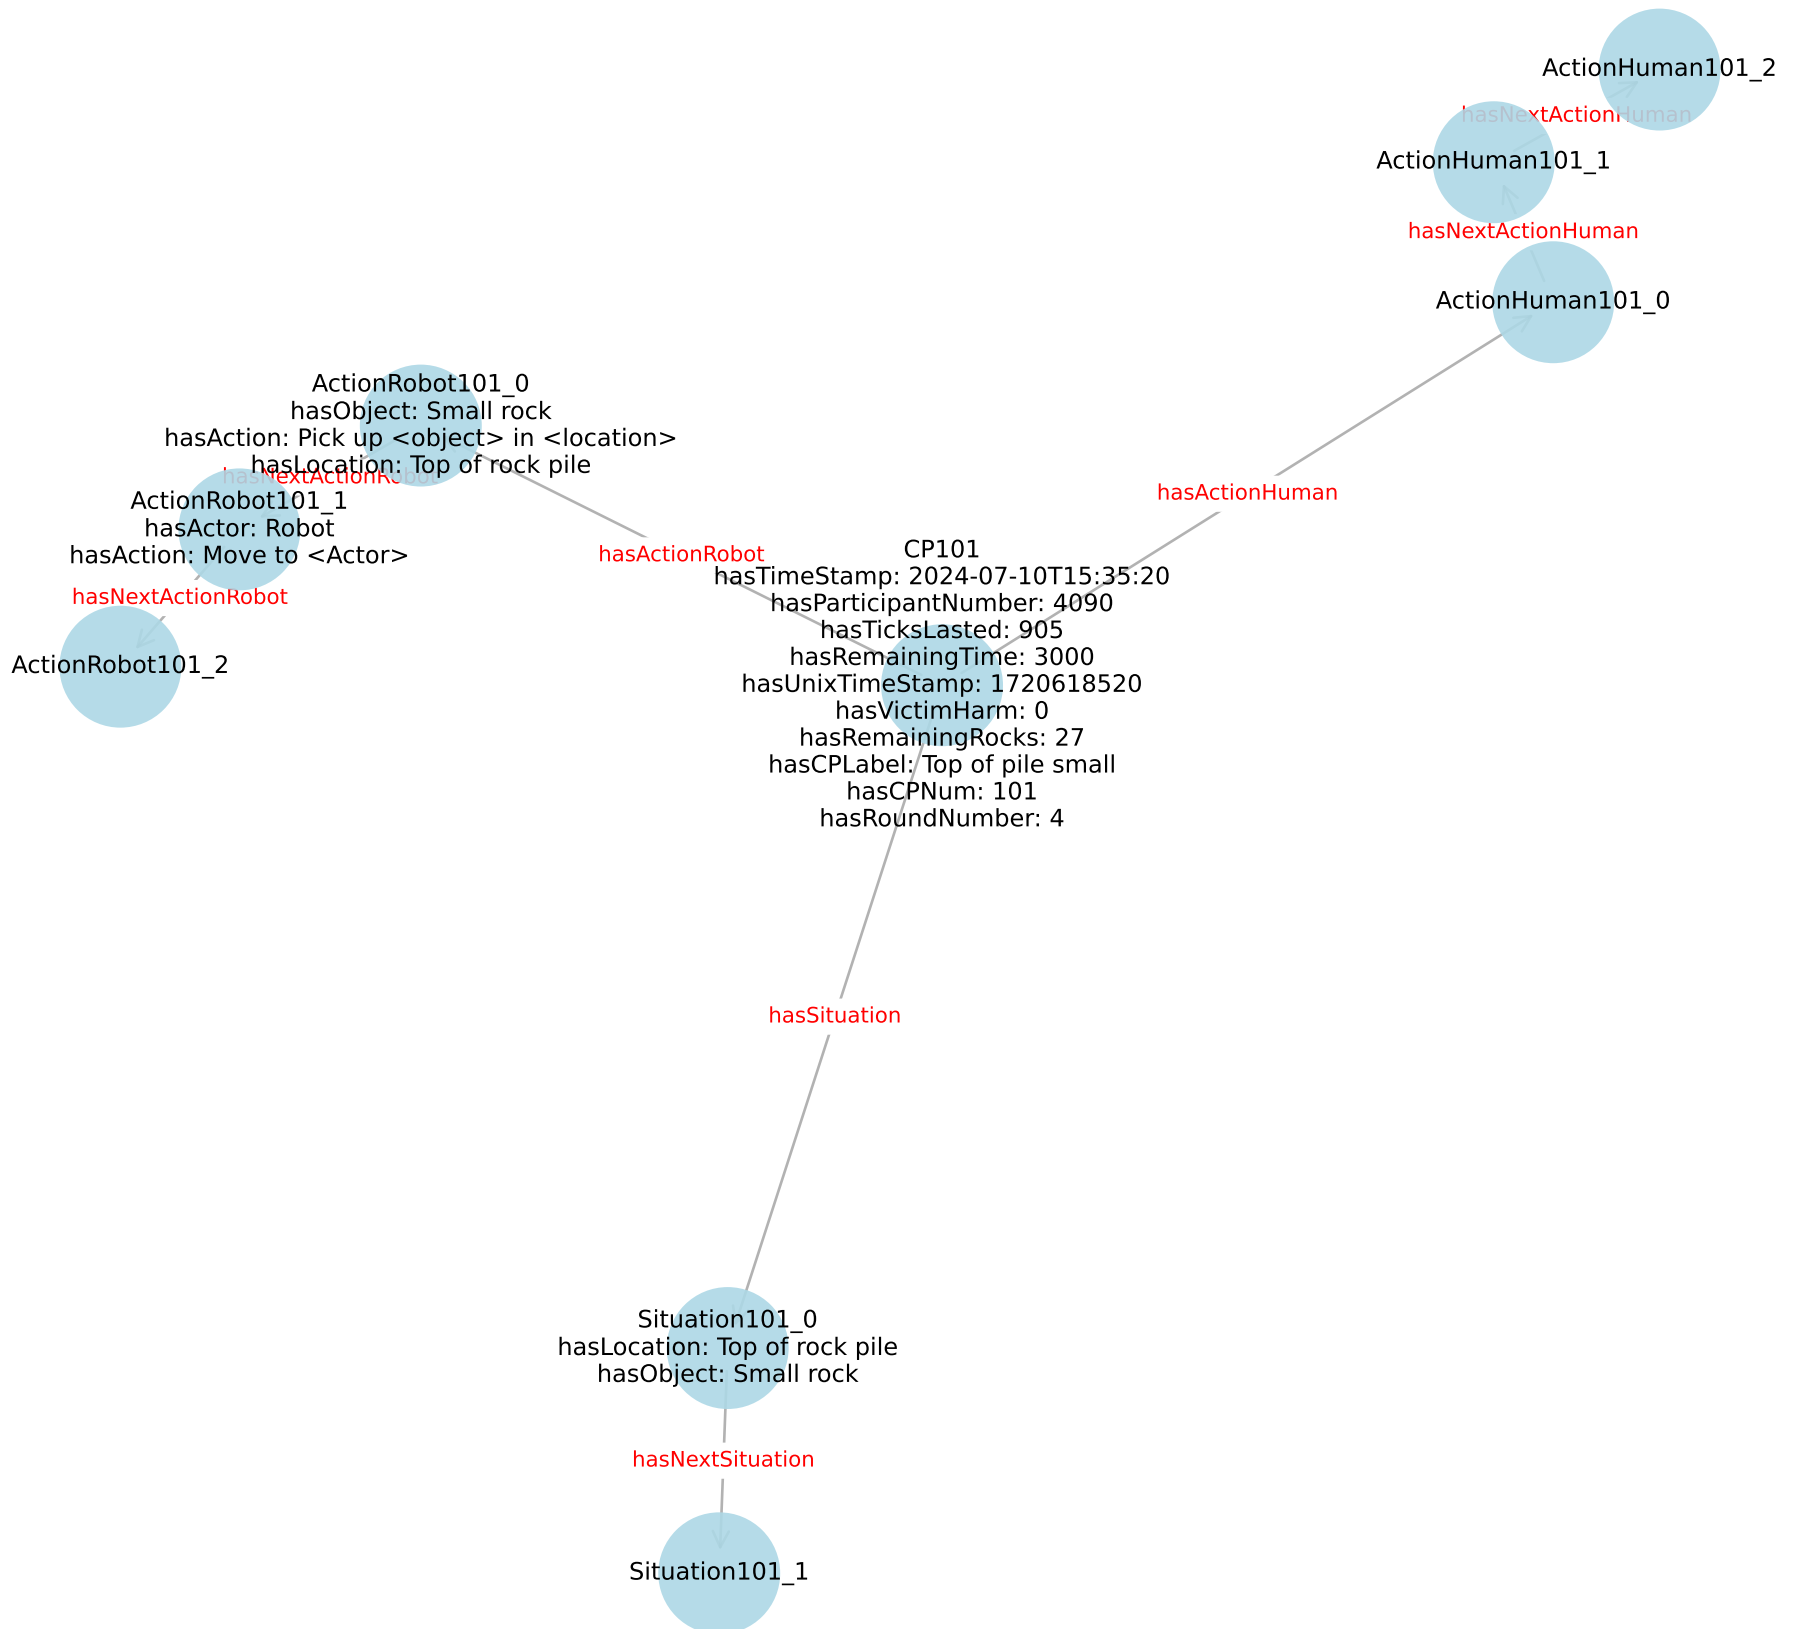 ActionHuman101_2
hasNextActionHuman
ActionHuman101_1
hasNextActionHuman
ActionHuman101_0
ActionRobot101_0
hasObject: Small rock
hasAction: Pick up <object> in <location>
hasLocation: Top of rock pile
hasNextActionRobot
ActionRobot101_1
hasActor: Robot
hasAction: Move to <Actor>
hasNextActionRobot
ActionRobot101_2
hasActionHuman
hasActionRobot
CP101
hasTimeStamp: 2024-07-10T15:35:20
hasParticipantNumber: 4090
hasTicksLasted: 905
hasRemainingTime: 3000
hasUnixTimeStamp: 1720618520
hasVictimHarm: 0
hasRemainingRocks: 27
hasCPLabel: Top of pile small
hasCPNum: 101
hasRoundNumber: 4
hasSituation
Situation101_0
hasLocation: Top of rock pile
hasObject: Small rock
hasNextSituation
Situation101_1